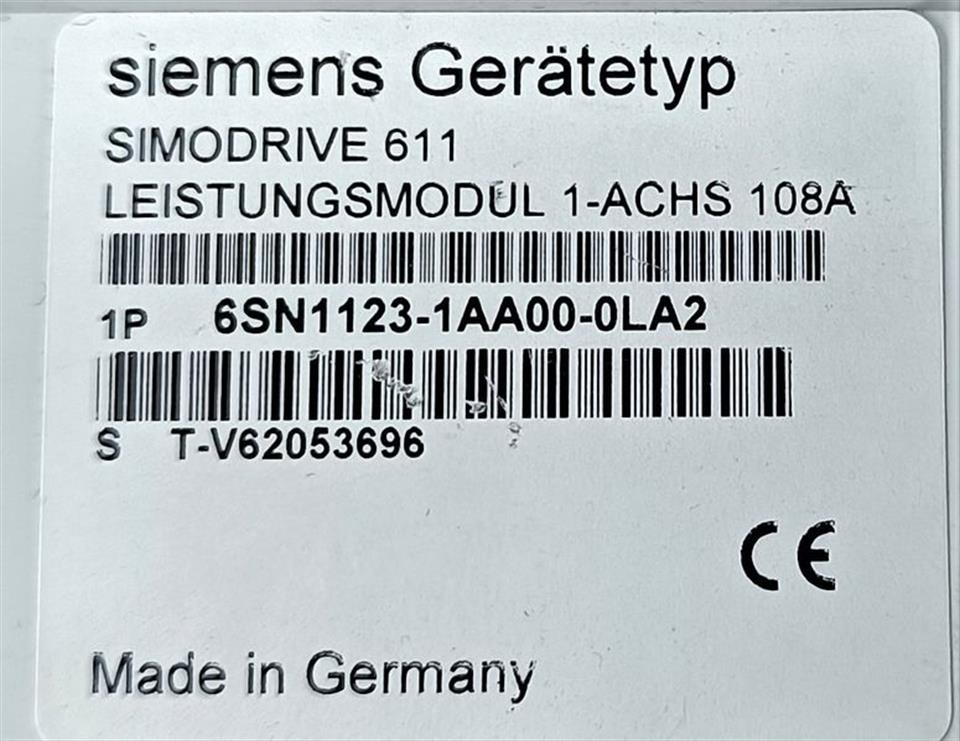 siemens Gerätetyp
SIMODRIVE 611
LEISTUNGSMODUL 1-ACHS 108A
1P 6SN1123-1AA00-0LA2
S T-V62053696
CE
Made in Germany